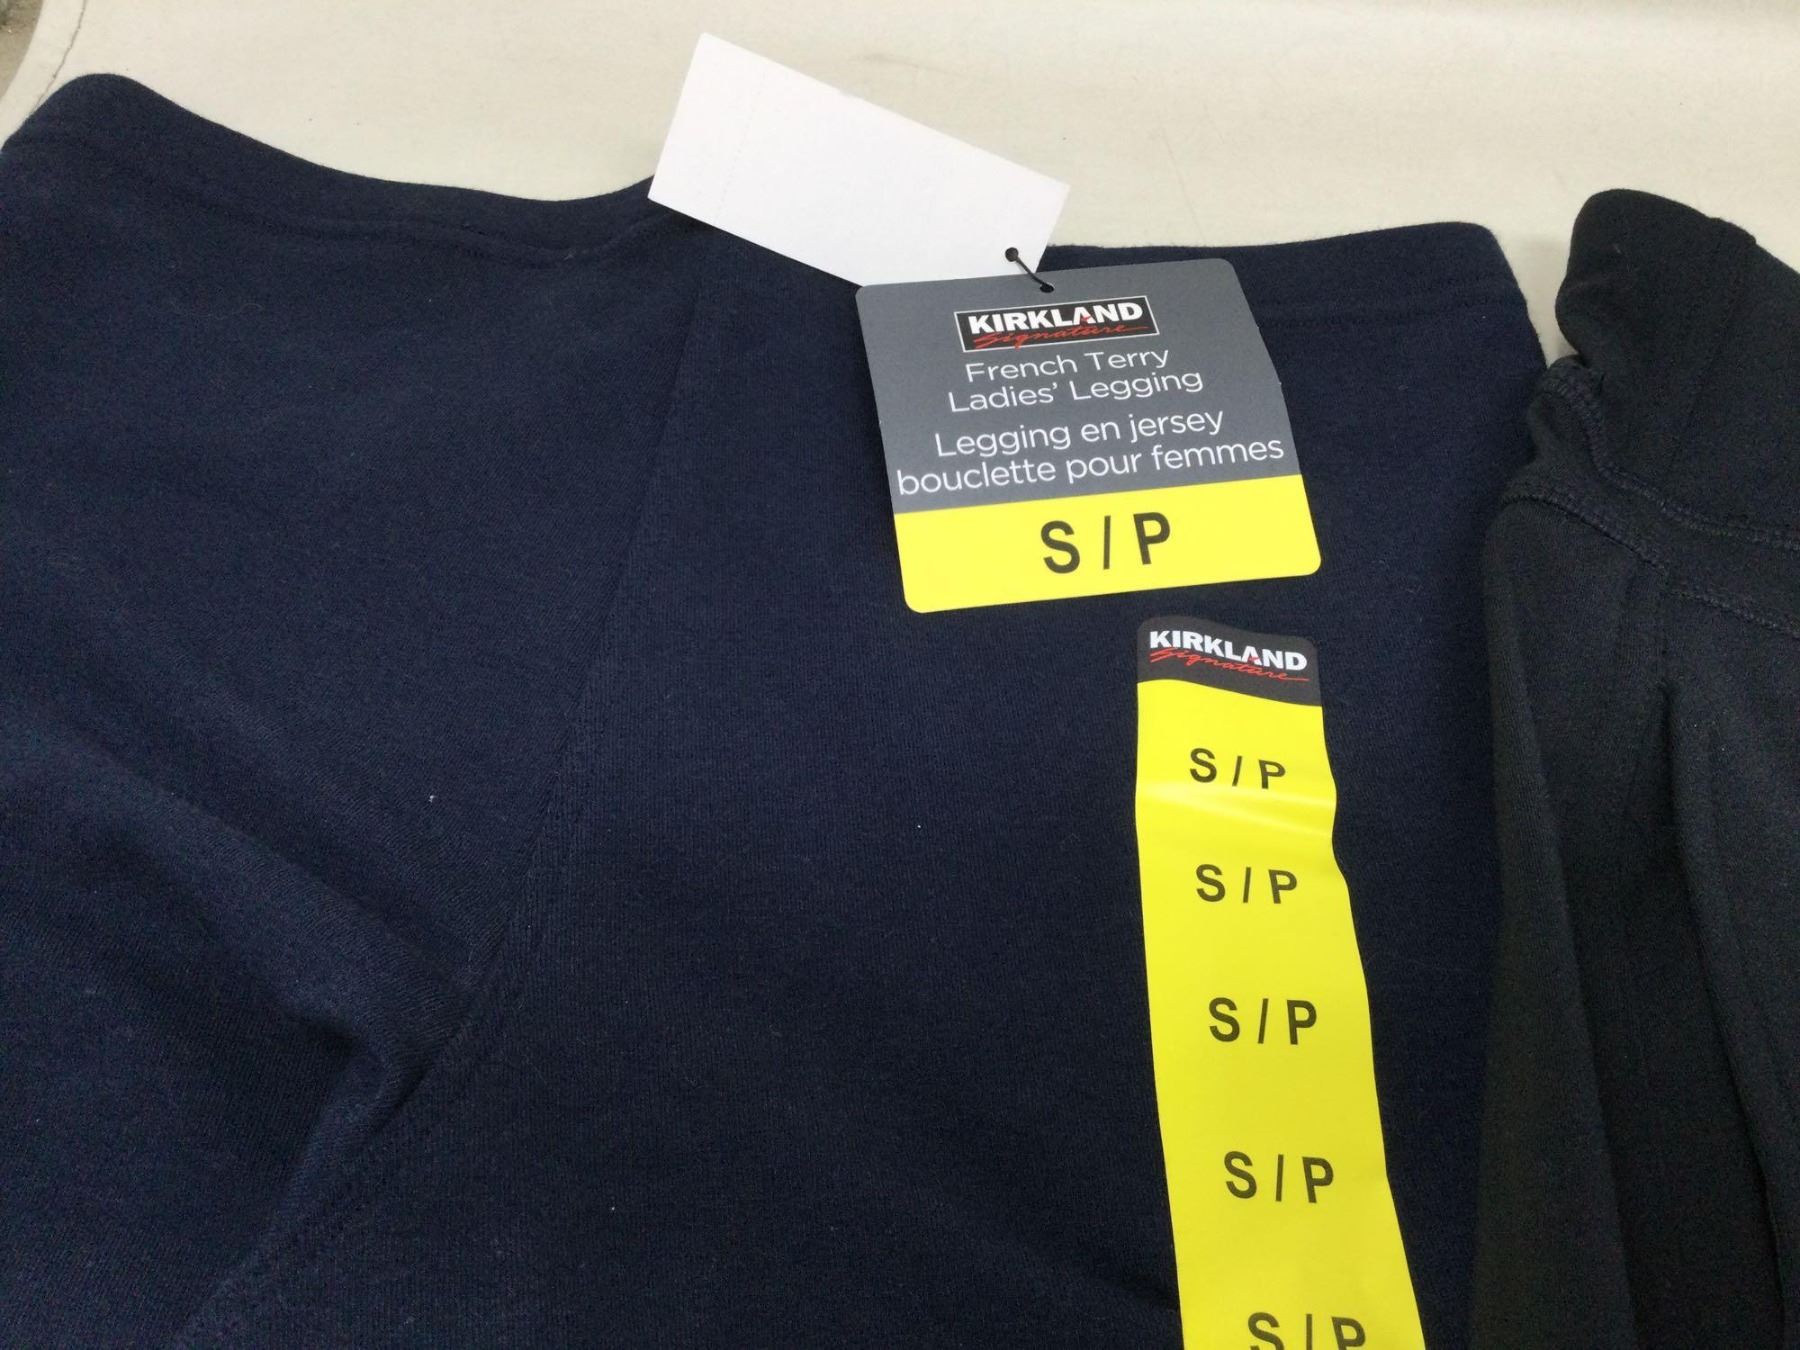 KIRKLAND
Signature
French Terry
Ladies' Legging
Legging en jersey
bouclette pour femmes
S / P
KIRKLAND
Signature
S / P
S / P
S / P
S / P
S / P